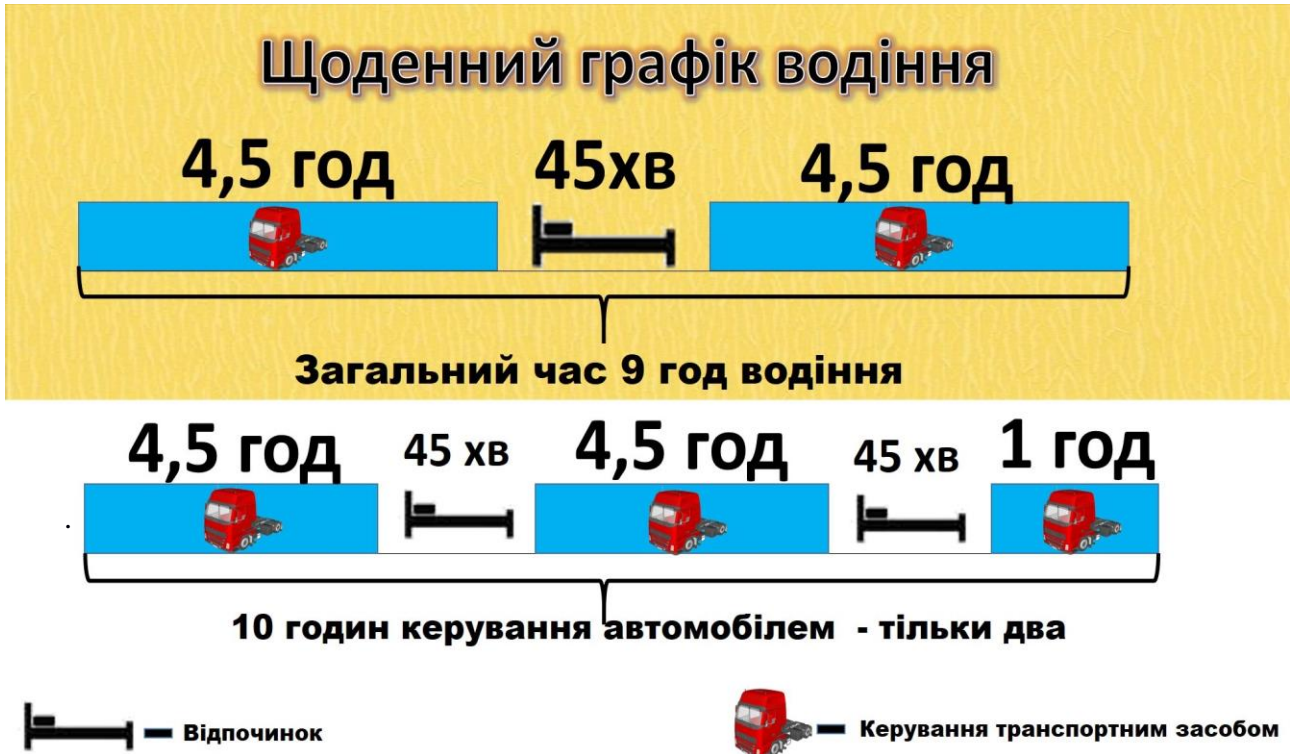 Щоденний графік водіння
4,5 год 45хв 4,5 год
Загальний час 9 год водіння
4,5 год 45 хв 4,5 год 45 хв 1 год
.
10 годин керування автомобілем - тільки два
– Відпочинок – Керування транспортним засобом